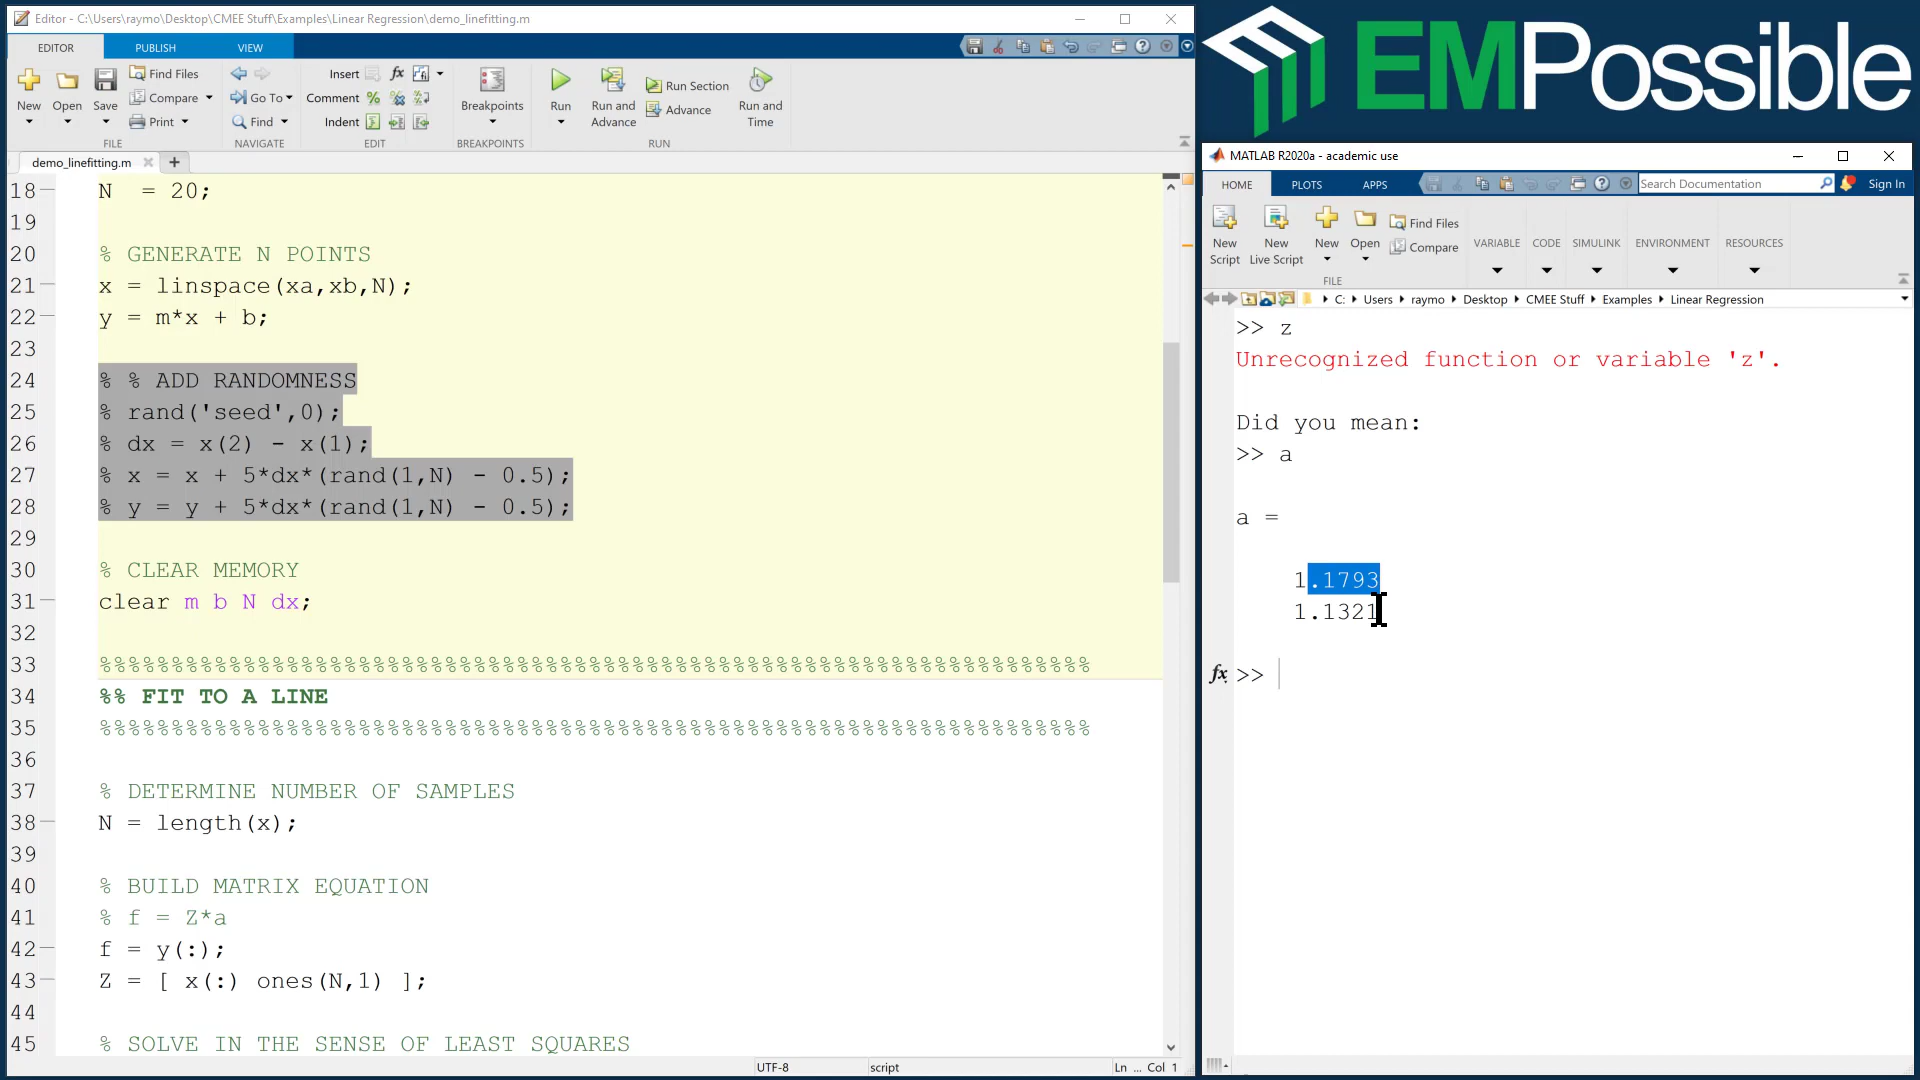 Editor - C:\Users\raymo\Desktop\CMEE Stuff\Examples\Linear Regression\demo_linefitting.m
EDITOR PUBLISH VIEW
New Open Save Find Files Compare Print
FILE
Go To Find
NAVIGATE
Insert fx
Comment
Indent
EDIT
Breakpoints
BREAKPOINTS
Run Run and Advance Run Section Advance Run and Time
RUN
demo_linefitting.m
18 N  = 20;
19
20 % GENERATE N POINTS
21 x = linspace(xa,xb,N);
22 y = m*x + b;
23
24 % % ADD RANDOMNESS
25 % rand('seed',0);
26 % dx = x(2) - x(1);
27 % x = x + 5*dx*(rand(1,N) - 0.5);
28 % y = y + 5*dx*(rand(1,N) - 0.5);
29
30 % CLEAR MEMORY
31 clear m b N dx;
32
33 %%%%%%%%%%%%%%%%%%%%%%%%%%%%%%%%%%%%%%%%%%%%%%%%%%%%%%%%%%%%%%%%%%%%%
34 %% FIT TO A LINE
35 %%%%%%%%%%%%%%%%%%%%%%%%%%%%%%%%%%%%%%%%%%%%%%%%%%%%%%%%%%%%%%%%%%%%%
36
37 % DETERMINE NUMBER OF SAMPLES
38 N = length(x);
39
40 % BUILD MATRIX EQUATION
41 % f = Z*a
42 f = y(:);
43 Z = [ x(:) ones(N,1) ];
44
45 % SOLVE IN THE SENSE OF LEAST SQUARES
UTF-8 script Ln ... Col 1
EMPossible
MATLAB R2020a - academic use
HOME PLOTS APPS Search Documentation Sign In
New Script New Live Script New Open Find Files Compare
FILE
VARIABLE CODE SIMULINK ENVIRONMENT RESOURCES
C: Users raymo Desktop CMEE Stuff Examples Linear Regression
>> z
Unrecognized function or variable 'z'.
Did you mean:
>> a
a =
1.1793
1.1321
fx >>